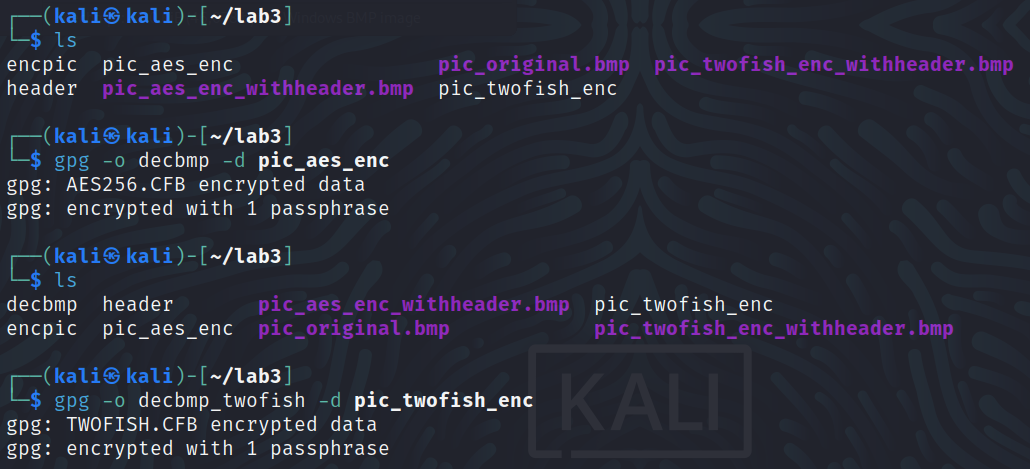 ┌──(kali㉿kali)-[~/lab3]
└─$ ls
encpic  pic_aes_enc                 pic_original.bmp  pic_twofish_enc_withheader.bmp
header  pic_aes_enc_withheader.bmp  pic_twofish_enc
┌──(kali㉿kali)-[~/lab3]
└─$ gpg -o decbmp -d pic_aes_enc
gpg: AES256.CFB encrypted data
gpg: encrypted with 1 passphrase
┌──(kali㉿kali)-[~/lab3]
└─$ ls
decbmp  header       pic_aes_enc_withheader.bmp  pic_twofish_enc
encpic  pic_aes_enc  pic_original.bmp            pic_twofish_enc_withheader.bmp
┌──(kali㉿kali)-[~/lab3]
└─$ gpg -o decbmp_twofish -d pic_twofish_enc
gpg: TWOFISH.CFB encrypted data
gpg: encrypted with 1 passphrase
KALI